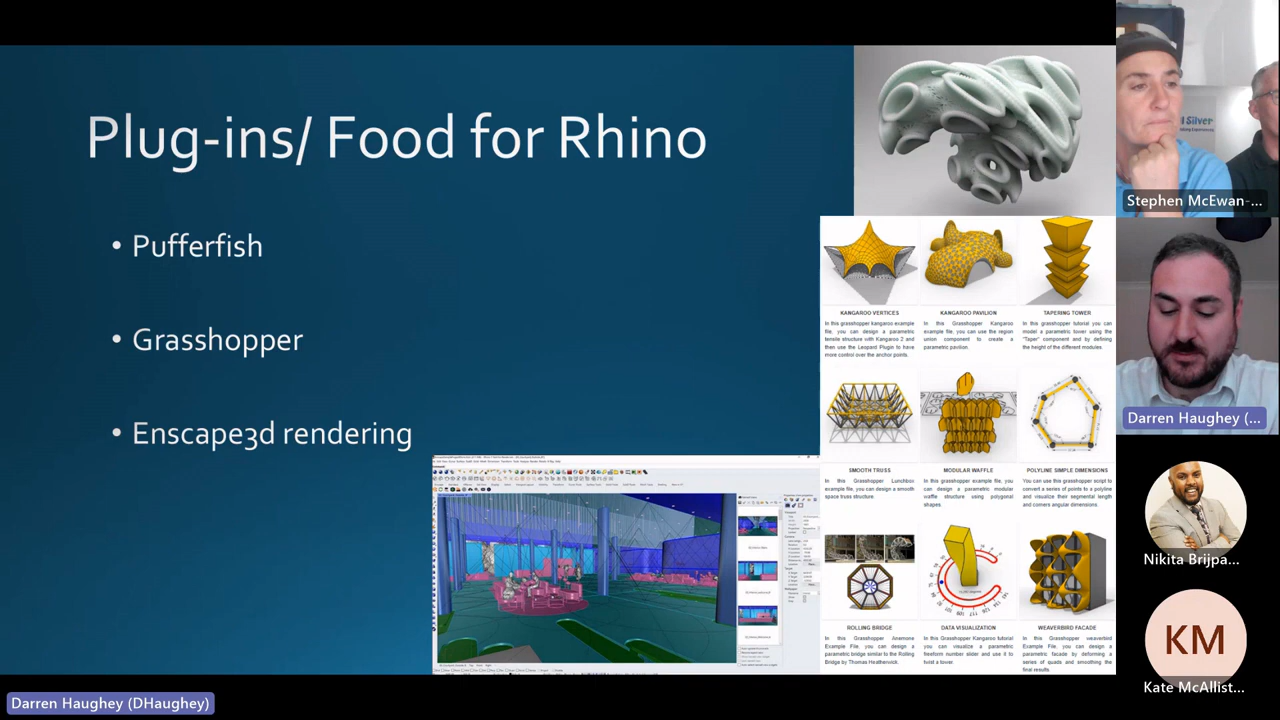 Plug-ins/ Food for Rhino
• Pufferfish
• Grasshopper
• Enscape3d rendering
KANGAROO VERTICES
In this grasshopper kangaroo example
file, you can design a parametric
tensile structure with Kangaroo 2 and
then use the Leopard Plugin to have
more control over the anchor points.
KANGAROO PAVILION
In this Grasshopper Kangaroo
example file, you can use the region
union component to create a
parametric pavilion.
TAPERING TOWER
In this grasshopper tutorial you can
model a parametric tower using the
"Taper" component and by defining
the height of the different modules.
SMOOTH TRUSS
In this Grasshopper Lunchbox
example file, you can design a smooth
space truss structure.
MODULAR WAFFLE
In this grasshopper example file, you
can design a parametric modular
waffle structure using polygonal
shapes.
POLYLINE SIMPLE DIMENSIONS
You can use this grasshopper script to
convert a series of points to a polyline
and visualize their segmental length and
corners angular dimensions.
ROLLING BRIDGE
In this Grasshopper Anemone
Example File you can design a
parametric bridge similar to the Rolling
Bridge by Thomas Heatherwick.
DATA VISUALIZATION
In this Grasshopper Kangaroo tutorial
you can visualize a parametric
freeform number slider and use it to
twist a tower.
WEAVERBIRD FACADE
In this Grasshopper weaverbird
Example File, you can design a
parametric facade by deforming a
series of quads and smoothing the
final results.
Silver
Stephen McEwan-...
Darren Haughey (...
Nikita Brijpa...
KM
Kate McAllist...
Darren Haughey (DHaughey)